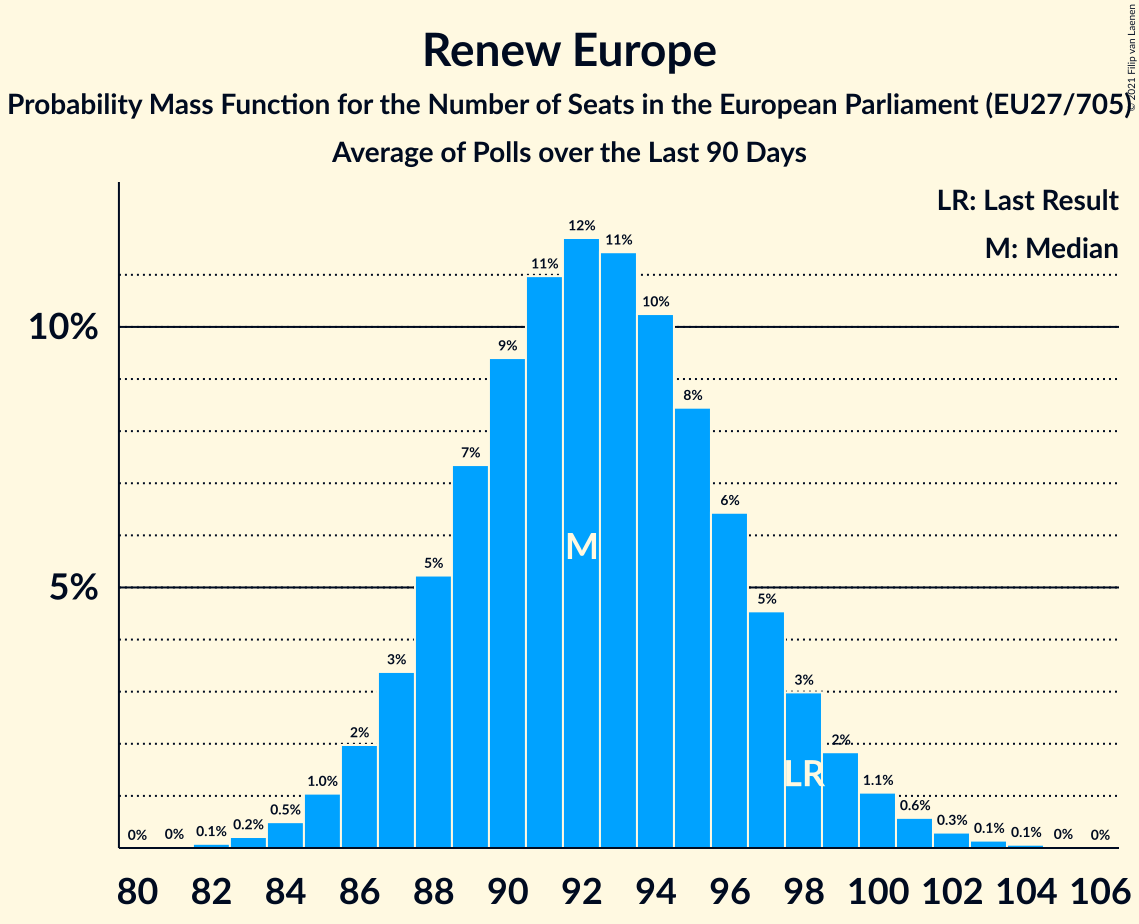 © 2021 Filip van Laenen
Renew Europe
Probability Mass Function for the Number of Seats in the European Parliament (EU27/705)
Average of Polls over the Last 90 Days
LR: Last Result
M: Median
10%
5%
0% 0% 0.1% 0.2% 0.5% 1.0% 2% 3% 5% 7% 9% 11% 12% 11% 10% 8% 6% 5% 3% 2% 1.1% 0.6% 0.3% 0.1% 0.1% 0% 0%
M
LR
80 82 84 86 88 90 92 94 96 98 100 102 104 106